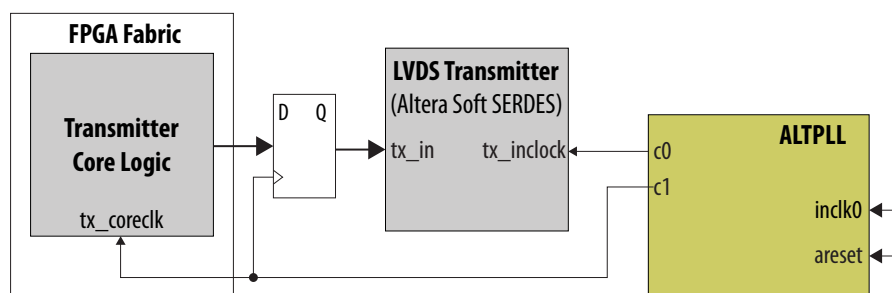 FPGA Fabric
Transmitter
Core Logic
tx_coreclk
D Q
LVDS Transmitter
(Altera Soft SERDES)
tx_in tx_inclock
ALTPLL
c0
c1
inclk0
areset